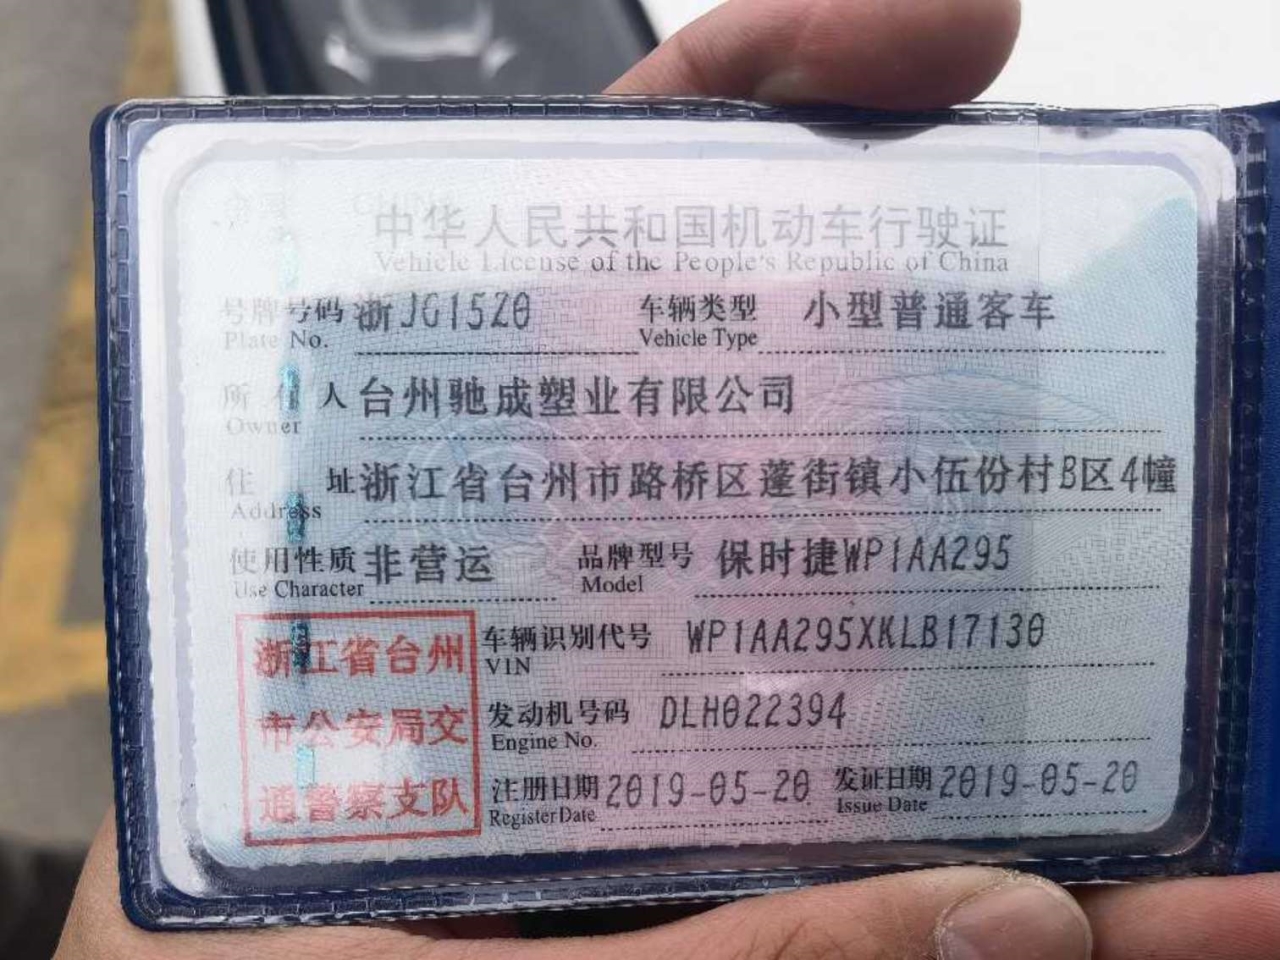 中华人民共和国机动车行驶证
Vehicle License of the People's Republic of China
号牌号码 浙JG1520 车辆类型 小型普通客车
Plate No. Vehicle Type
所有人 台州驰成塑业有限公司
Owner
住址 浙江省台州市路桥区蓬街镇小伍份村B区4幢
Address
使用性质 非营运 品牌型号 保时捷WP1AA295
Use Character Model
浙江省台州 车辆识别代号 WP1AA295XKLB17130
VIN
市公安局交 发动机号码 DLH022394
Engine No.
通警察支队 注册日期 2019-05-20 发证日期 2019-05-20
Register Date Issue Date